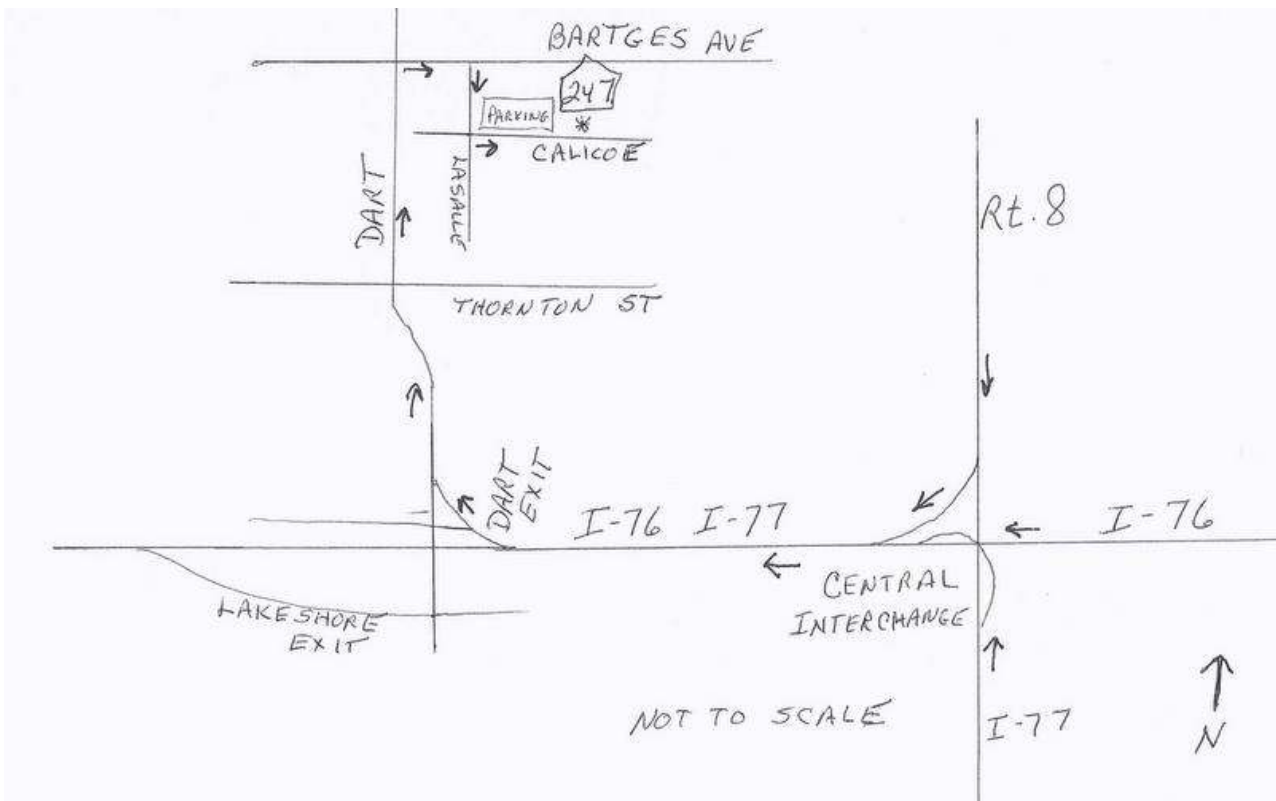 BARTGES AVE
247
PARKING
CALICOE
LASALLE
DART
Rt. 8
THORNTON ST
DART
EXIT
I-76 I-77
I-76
CENTRAL
INTERCHANGE
LAKESHORE
EXIT
NOT TO SCALE
I-77
N